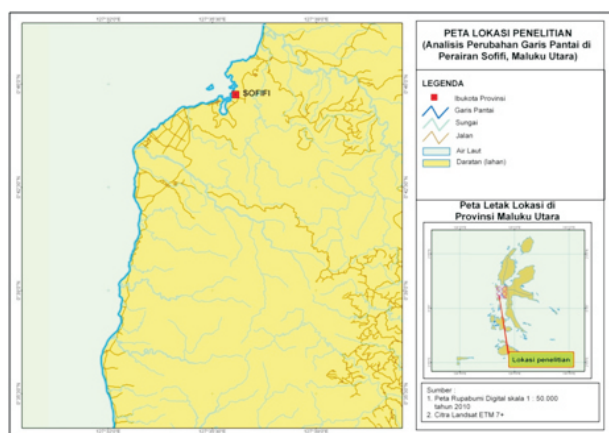 SOFIFI
PETA LOKASI PENELITIAN
(Analisis Perubahan Garis Pantai di
Perairan Sofifi, Maluku Utara)
LEGENDA
Ibukota Provinsi
Garis Pantai
Sungai
Jalan
Air Laut
Daratan (lahan)
Peta Letak Lokasi di
Provinsi Maluku Utara
Lokasi penelitian
Sumber :
1. Peta Rupabumi Digital skala 1 : 50.000
tahun 2010
2. Citra Landsat ETM 7+